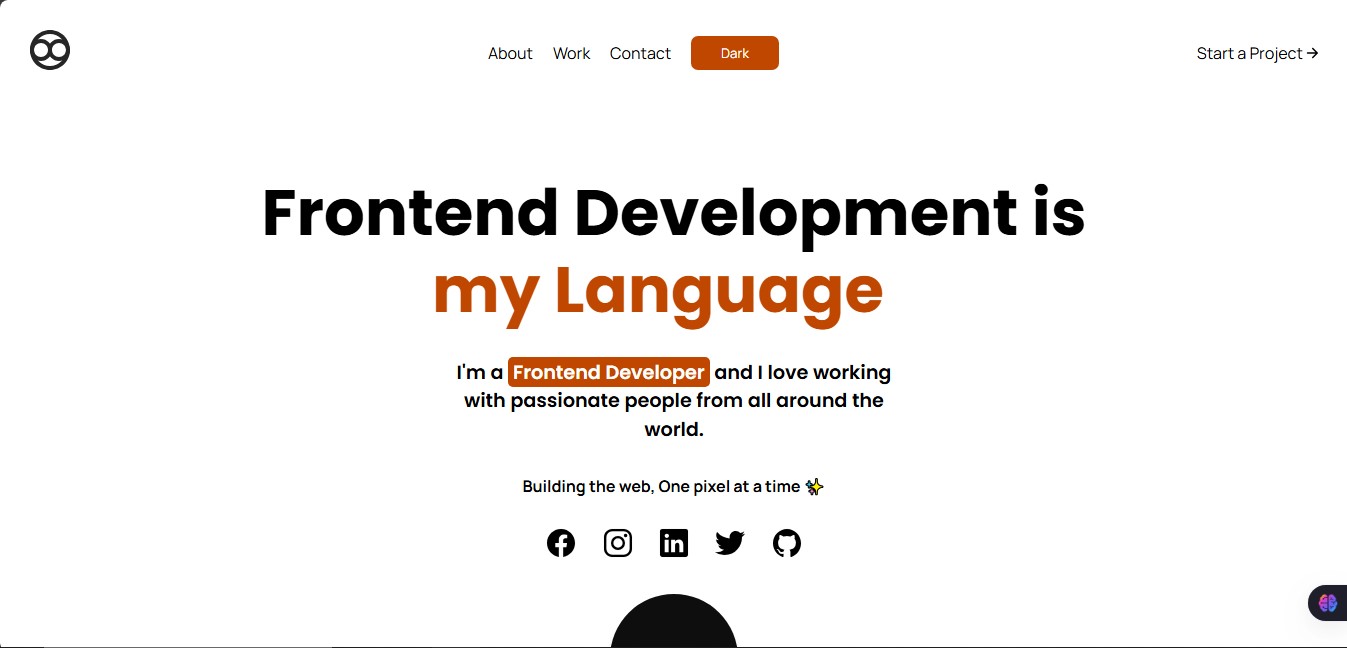 About Work Contact Dark Start a Project →
Frontend Development is
my Language
I'm a Frontend Developer and I love working
with passionate people from all around the
world.
Building the web, One pixel at a time ✨